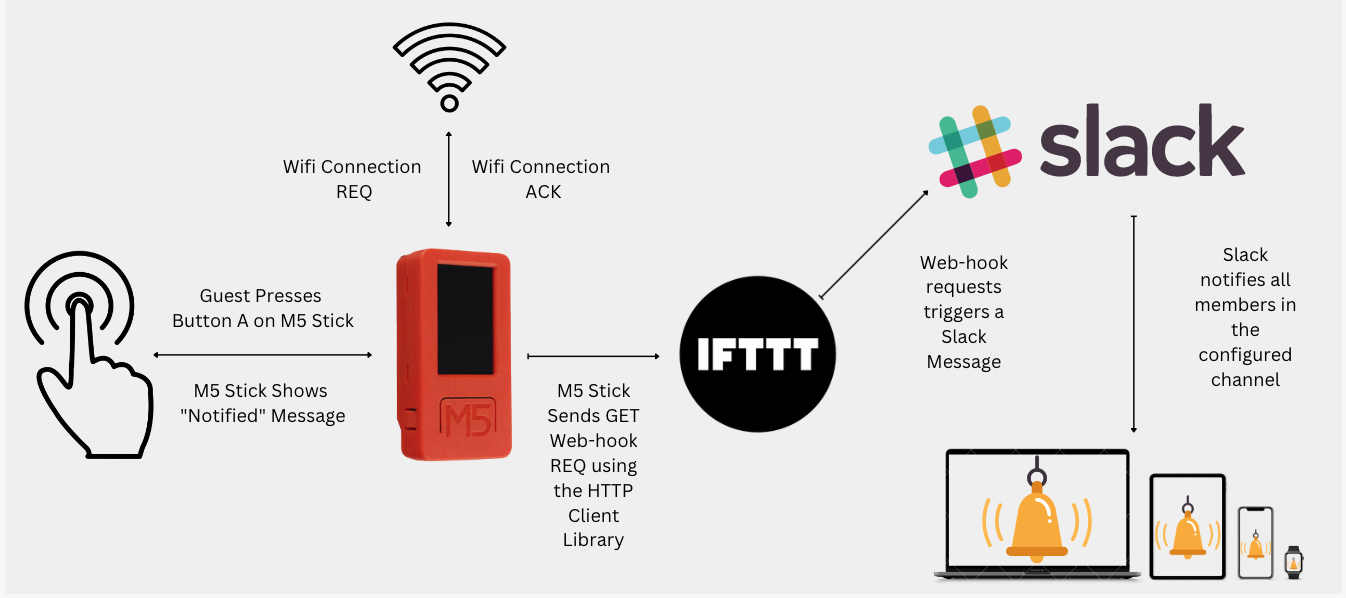 Wifi Connection
REQ
Wifi Connection
ACK
slack
Guest Presses
Button A on M5 Stick
M5 Stick Shows
"Notified" Message
M5
M5 Stick
Sends GET
Web-hook
REQ using
the HTTP
Client
Library
IFTTT
Web-hook
requests
triggers a
Slack
Message
Slack
notifies all
members in
the
configured
channel